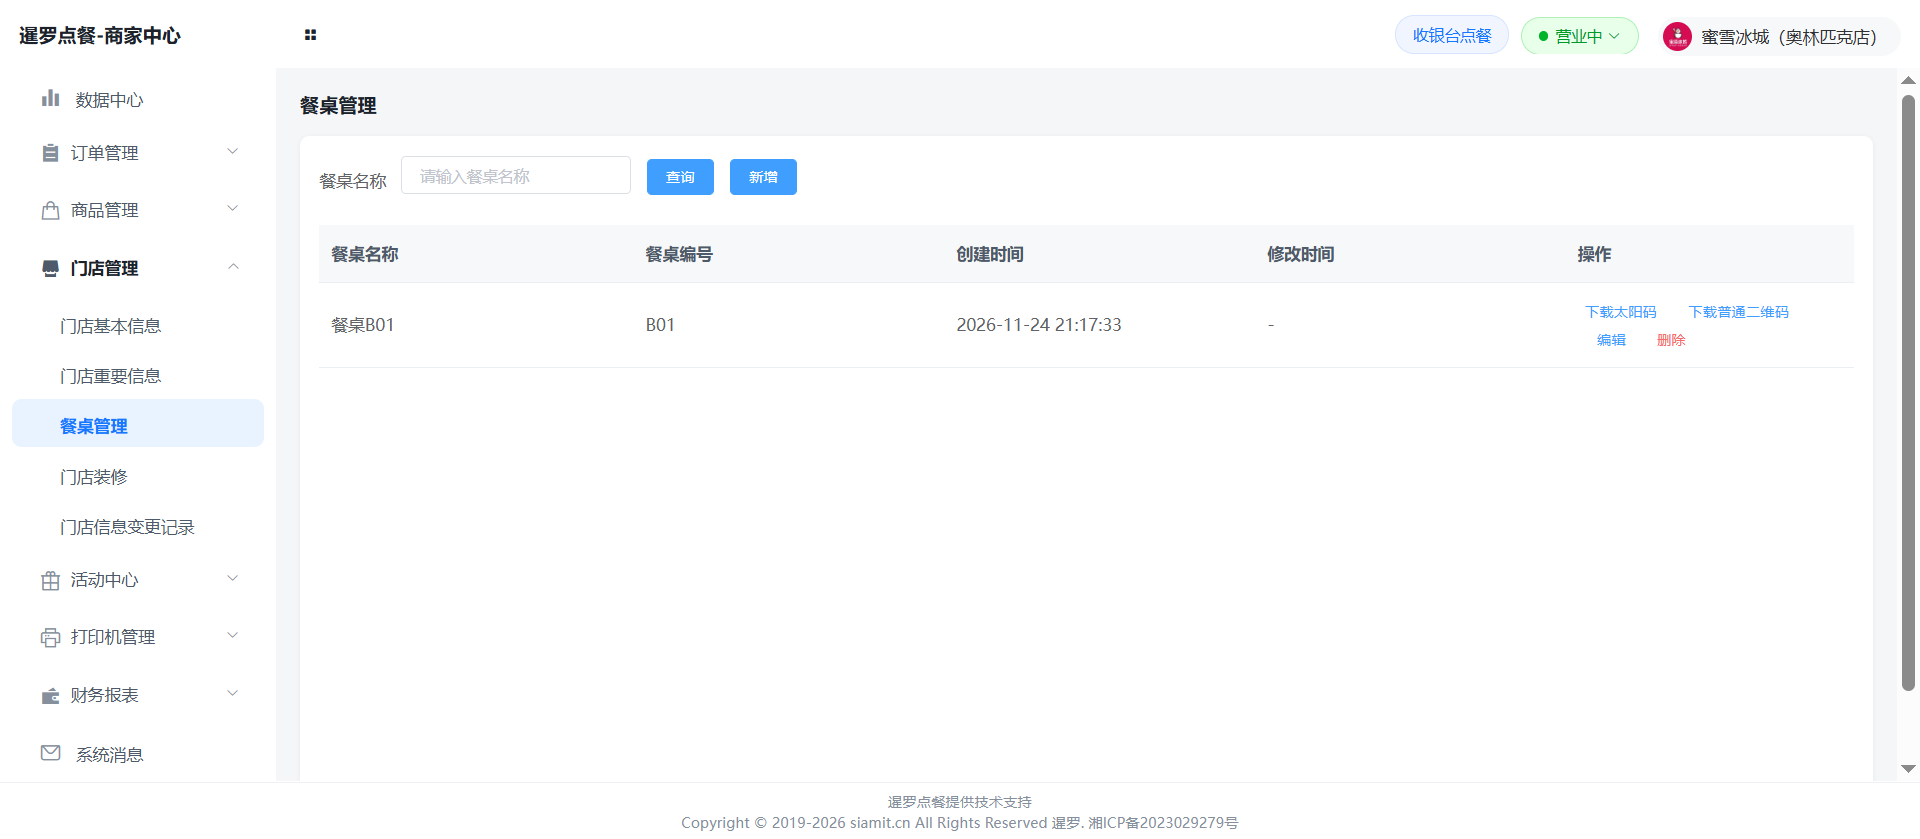 暹罗点餐-商家中心
收银台点餐
营业中
蜜雪冰城（奥林匹克店）
数据中心
订单管理
商品管理
门店管理
门店基本信息
门店重要信息
餐桌管理
门店装修
门店信息变更记录
活动中心
打印机管理
财务报表
系统消息
餐桌管理
餐桌名称 请输入餐桌名称 查询 新增
餐桌名称 餐桌编号 创建时间 修改时间 操作
餐桌B01 B01 2026-11-24 21:17:33 - 下载太阳码 下载普通二维码
编辑 删除
暹罗点餐提供技术支持
Copyright © 2019-2026 siamit.cn All Rights Reserved 暹罗. 湘ICP备2023029279号